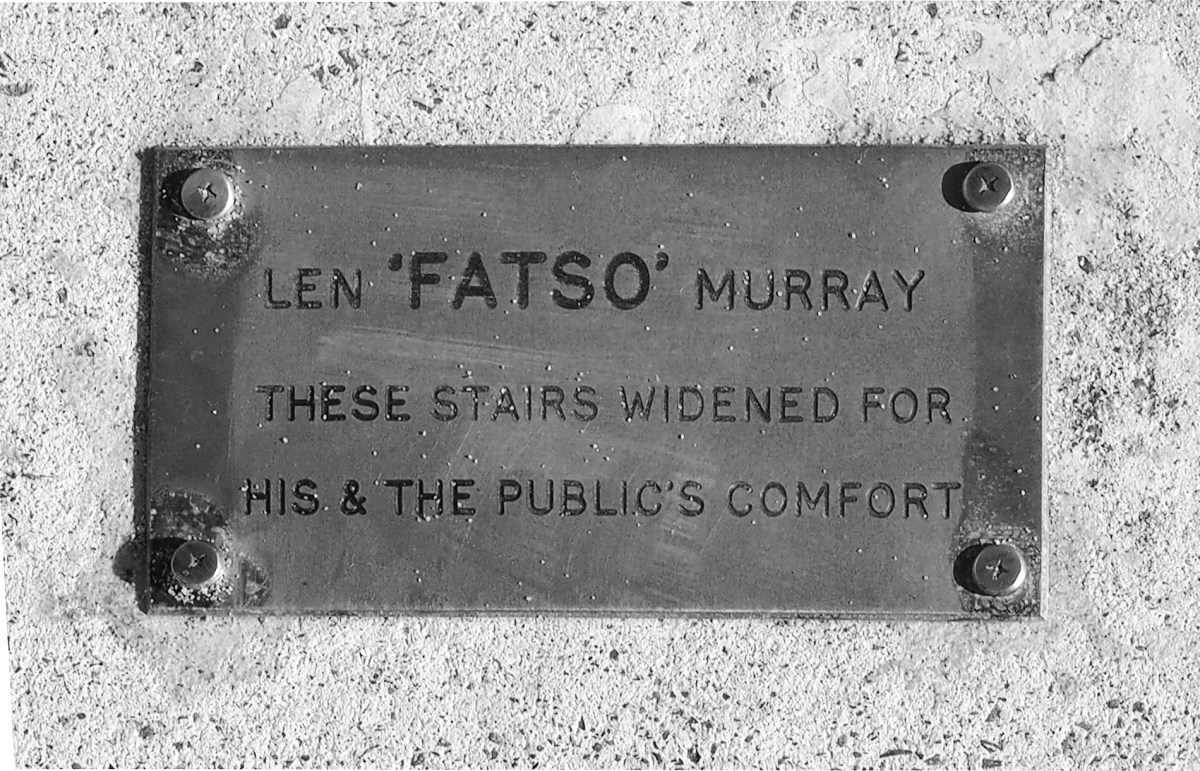 LEN 'FATSO' MURRAY
THESE STAIRS WIDENED FOR
HIS & THE PUBLIC'S COMFORT